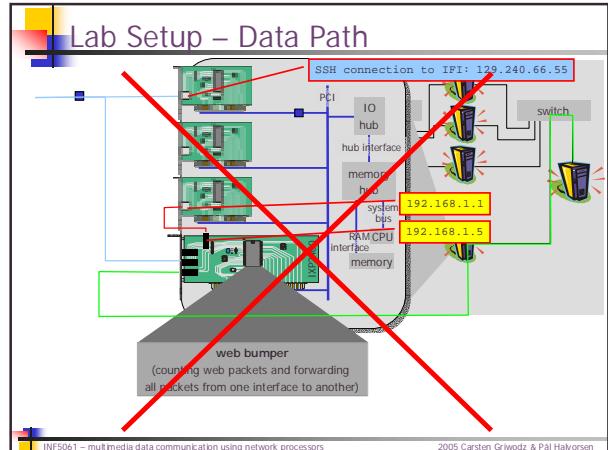 Lab Setup – Data Path
SSH connection to IFI: 129.240.66.55
PCI
IO
hub
switch
hub interface
memory
hub
system
bus
192.168.1.1
192.168.1.5
RAM
interface
CPU
memory
web bumper
(counting web packets and forwarding
all packets from one interface to another)
INF5061 – multimedia data communication using network processors
2005 Carsten Griwodz & Pål Halvorsen